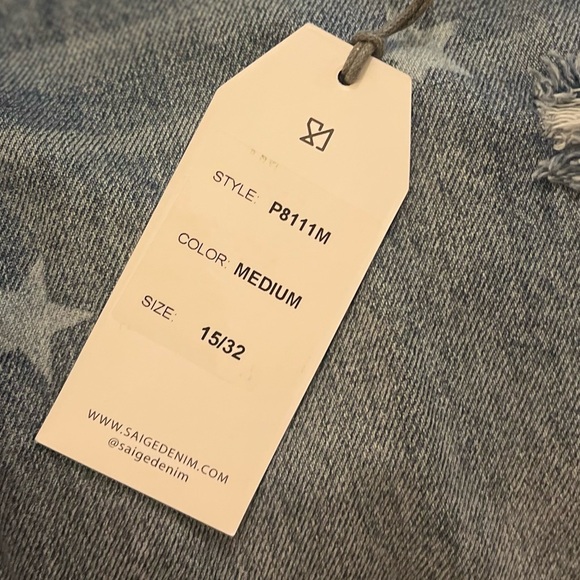 STYLE: P8111M
COLOR: MEDIUM
SIZE: 15/32
WWW.SAIGEDENIM.COM
@saigedenim